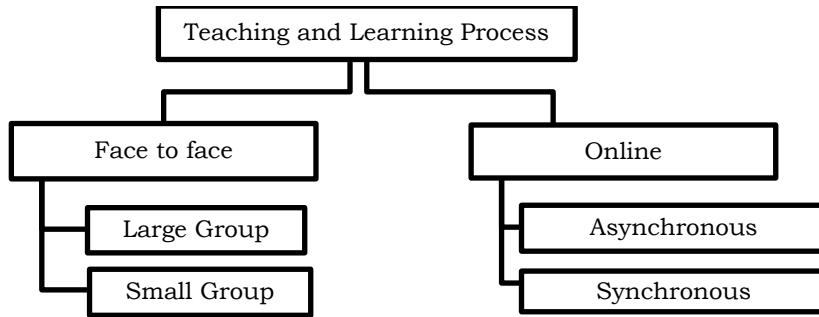 Teaching and Learning Process
Face to face
Online
Large Group
Asynchronous
Small Group
Synchronous